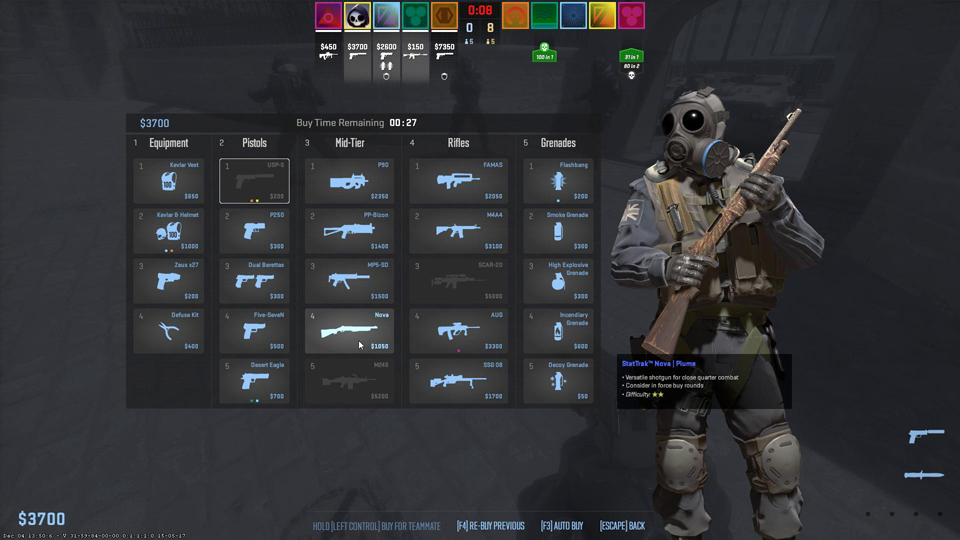 0:08
0 8
5 5
$450 $3700 $2600 $150 $7350
100 in 1
31 in 1
80 in 2
$3700 Buy Time Remaining 00:27
1 Equipment 2 Pistols 3 Mid-Tier 4 Rifles 5 Grenades
1 Kevlar Vest 1 USP-S 1 P90 1 FAMAS 1 Flashbang
100
$650 $200 $2350 $2050 $200
2 Kevlar & Helmet 2 P250 2 PP-Bizon 2 M4A4 2 Smoke Grenade
100
$1000 $300 $1400 $3100 $300
3 Zeus x27 3 Dual Berettas 3 MP5-SD 3 SCAR-20 3 High Explosive
Grenade
$200 $300 $1500 $5000 $300
4 Defuse Kit 4 Five-SeveN 4 Nova 4 AUG 4 Incendiary
Grenade
$400 $500 $1050 $3300 $600
5 Desert Eagle 5 M249 5 SSG 08 5 Decoy Grenade
$700 $5200 $1700 $50
StatTrak™ Nova | Plume
• Versatile shotgun for close quarter combat
• Consider in force buy rounds
• Difficulty: ★★
$3700
HOLD [LEFT CONTROL] BUY FOR TEAMMATE [F4] RE-BUY PREVIOUS [F3] AUTO BUY [ESCAPE] BACK